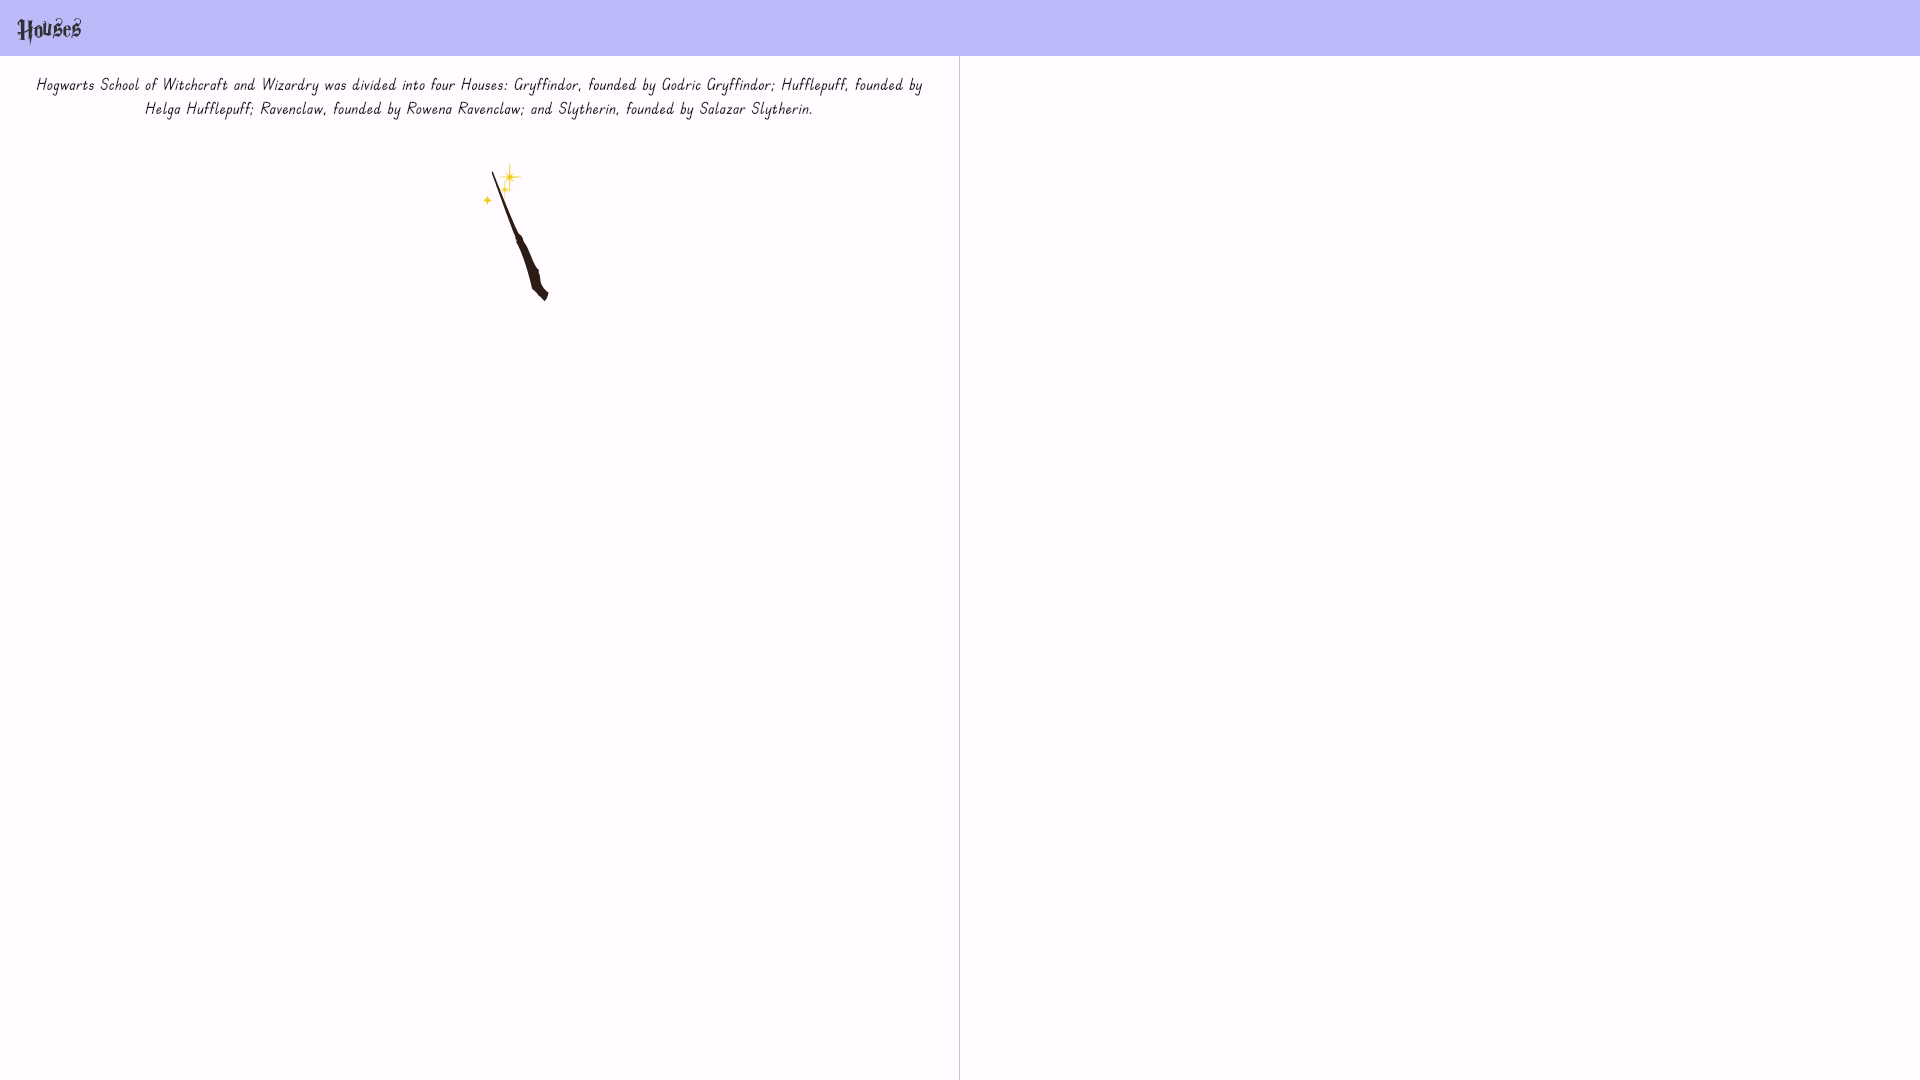 Houses
Hogwarts School of Witchcraft and Wizardry was divided into four Houses: Gryffindor, founded by Godric Gryffindor; Hufflepuff, founded by
Helga Hufflepuff; Ravenclaw, founded by Rowena Ravenclaw; and Slytherin, founded by Salazar Slytherin.